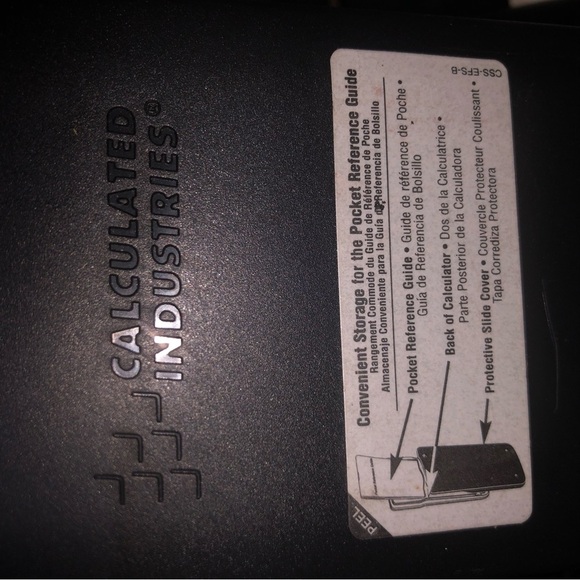 CALCULATED
INDUSTRIES®
Convenient Storage for the Pocket Reference Guide
Rangement Commode du Guide de Référence de Poche
Almacenaje Conveniente para la Guía de Referencia de Bolsillo
Pocket Reference Guide • Guide de référence de Poche •
Guía de Referencia de Bolsillo
Back of Calculator • Dos de la Calculatrice •
Parte Posterior de la Calculadora
Protective Slide Cover • Couvercle Protecteur Coulissant •
Tapa Corrediza Protectora
PEEL
CSS-EFS-B